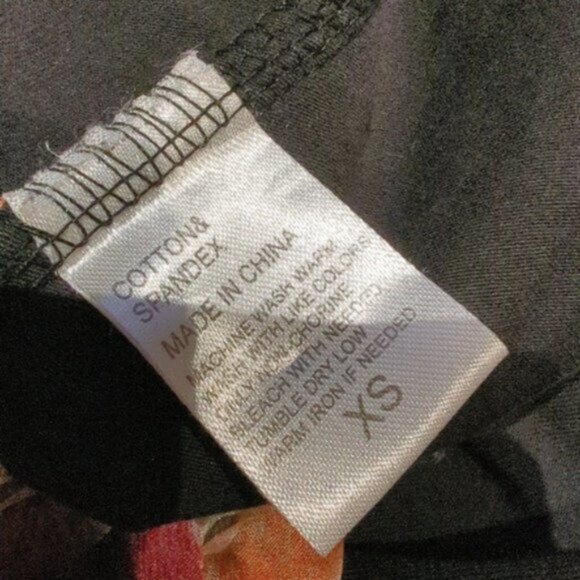 COTTON&
SPANDEX
MADE IN CHINA
MACHINE WASH WARM
WASH WITH LIKE COLORS
ONLY NON-CHORINE
BLEACH WITH NEEDED
TUMBLE DRY LOW
WARM IRON IF NEEDED
XS